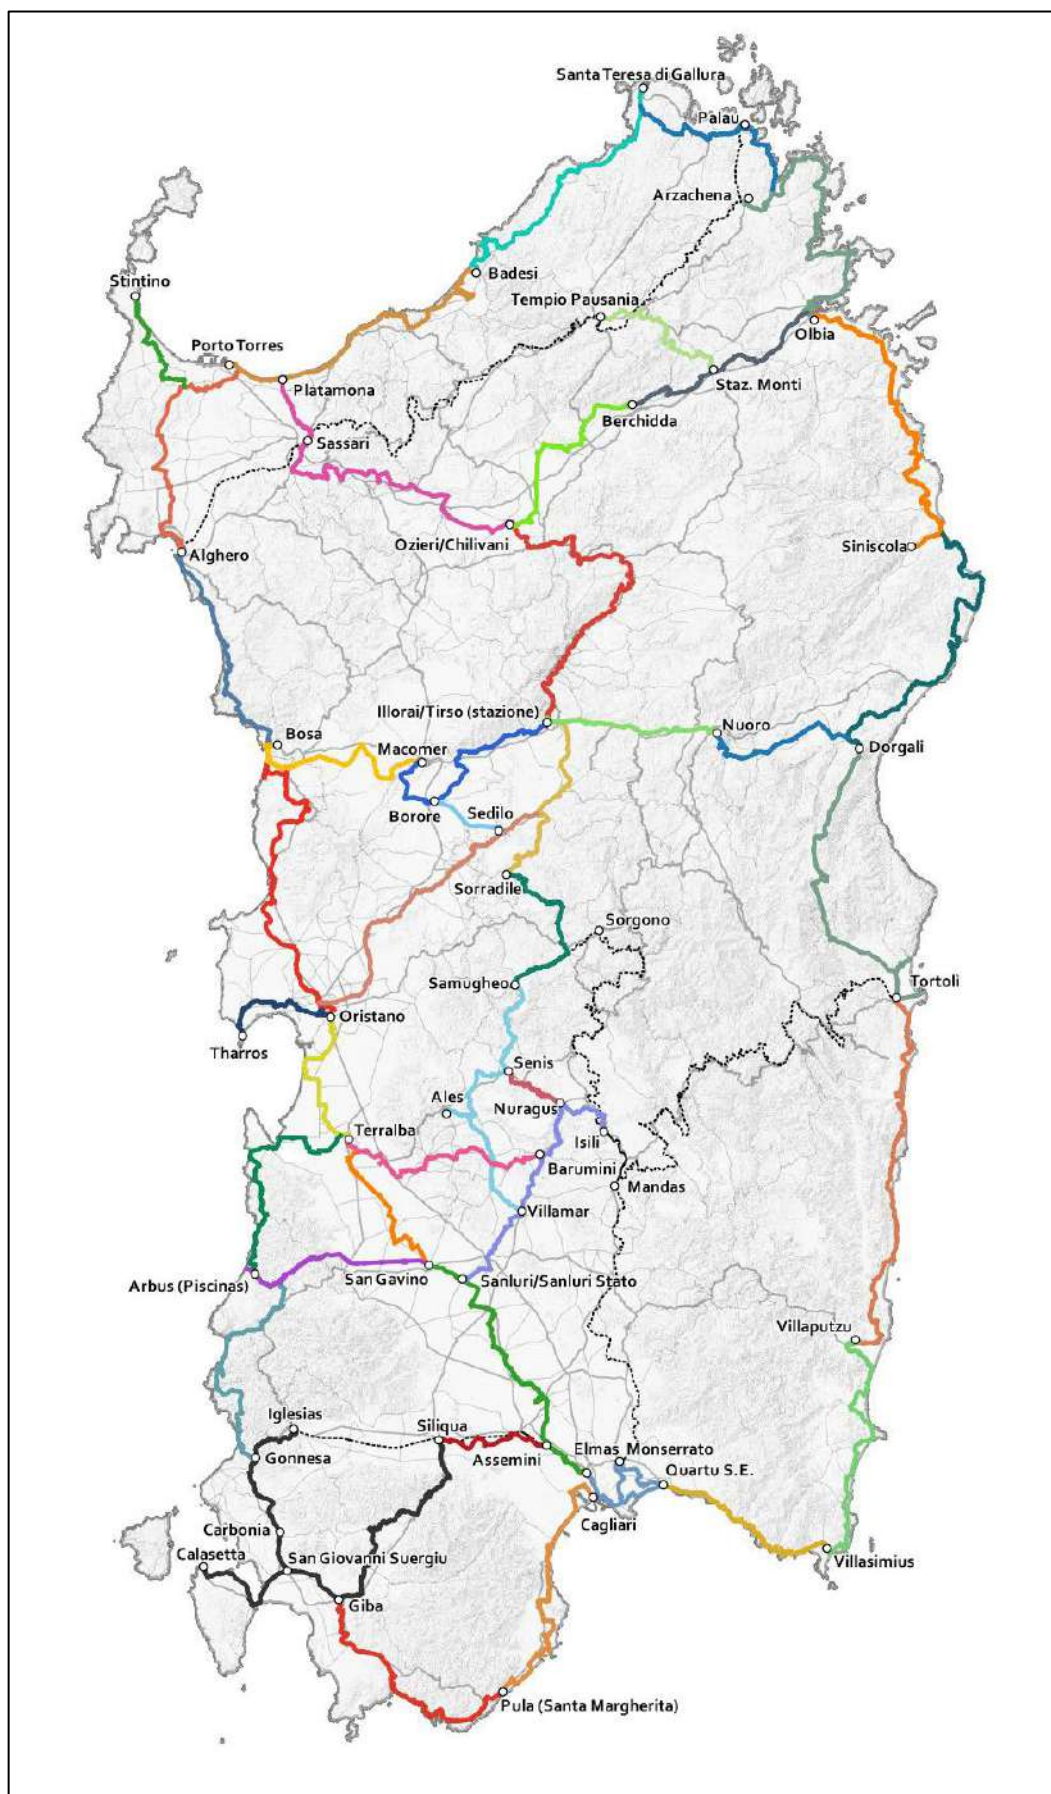 Santa Teresa di Gallura
Palau
Arzachena
Badesi
Stintino
Tempio Pausania
Olbia
Porto Torres
Staz. Monti
Platamona
Berchidda
Sassari
Ozieri/Chilivani
Siniscola
Alghero
Illorai/Tirso (stazione)
Nuoro
Bosa
Macomer
Dorgali
Borore
Sedilo
Sorradile
Sorgono
Samugheo
Tortolì
Oristano
Tharros
Senis
Ales
Nuragus
Terralba
Isili
Barumini
Mandas
Villamar
Arbus (Piscinas)
San Gavino
Sanluri/Sanluri Stato
Villaputzu
Iglesias
Siliqua
Elmas Monserrato
Gonnesa
Assemini
Quartu S.E.
Cagliari
Carbonia
Calasetta
San Giovanni Suergiu
Villasimius
Giba
Pula (Santa Margherita)